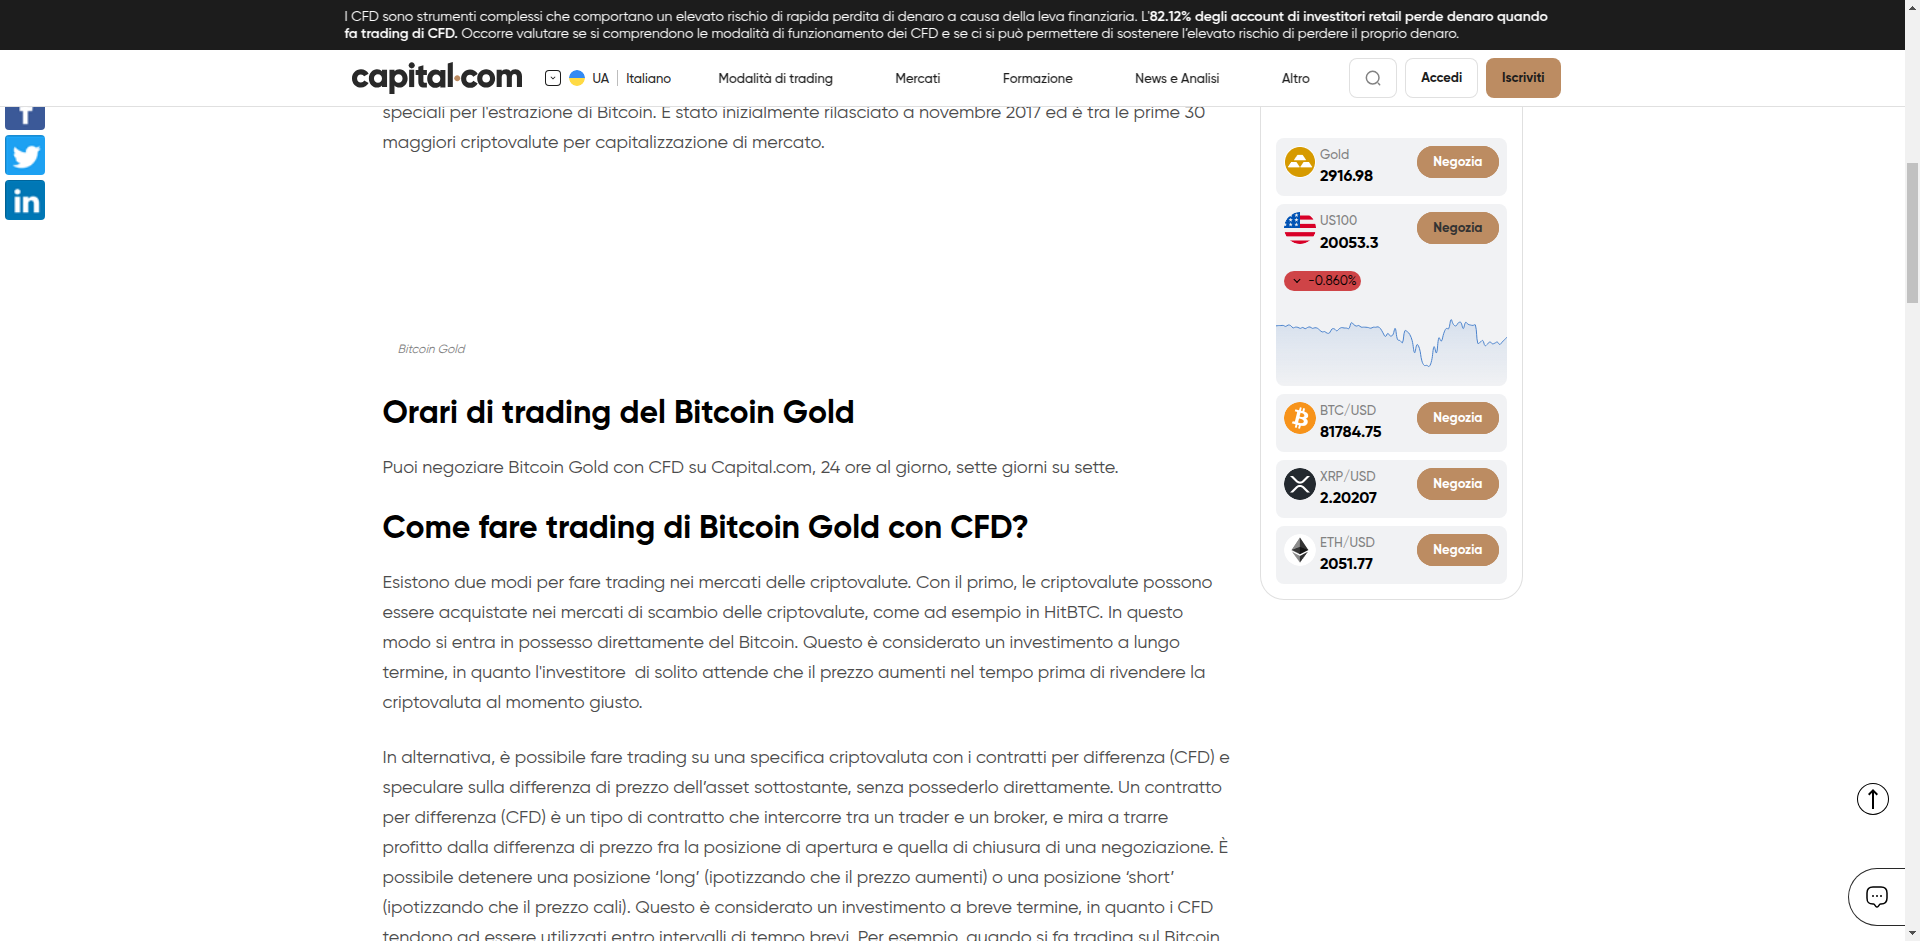 I CFD sono strumenti complessi che comportano un elevato rischio di rapida perdita di denaro a causa della leva finanziaria. L'82.12% degli account di investitori retail perde denaro quando
fa trading di CFD. Occorre valutare se si comprendono le modalità di funzionamento dei CFD e se ci si può permettere di sostenere l'elevato rischio di perdere il proprio denaro.
capital.com
UA Italiano
Modalità di trading
Mercati
Formazione
News e Analisi
Altro
Accedi
Iscriviti
speciali per l'estrazione di Bitcoin. È stato inizialmente rilasciato a novembre 2017 ed è tra le prime 30
maggiori criptovalute per capitalizzazione di mercato.
Bitcoin Gold
Orari di trading del Bitcoin Gold
Puoi negoziare Bitcoin Gold con CFD su Capital.com, 24 ore al giorno, sette giorni su sette.
Come fare trading di Bitcoin Gold con CFD?
Esistono due modi per fare trading nei mercati delle criptovalute. Con il primo, le criptovalute possono
essere acquistate nei mercati di scambio delle criptovalute, come ad esempio in HitBTC. In questo
modo si entra in possesso direttamente del Bitcoin. Questo è considerato un investimento a lungo
termine, in quanto l'investitore  di solito attende che il prezzo aumenti nel tempo prima di rivendere la
criptovaluta al momento giusto.
In alternativa, è possibile fare trading su una specifica criptovaluta con i contratti per differenza (CFD) e
speculare sulla differenza di prezzo dell’asset sottostante, senza possederlo direttamente. Un contratto
per differenza (CFD) è un tipo di contratto che intercorre tra un trader e un broker, e mira a trarre
profitto dalla differenza di prezzo fra la posizione di apertura e quella di chiusura di una negoziazione. È
possibile detenere una posizione ‘long’ (ipotizzando che il prezzo aumenti) o una posizione ‘short’
(ipotizzando che il prezzo cali). Questo è considerato un investimento a breve termine, in quanto i CFD
tendono ad essere utilizzati entro intervalli di tempo brevi. Per esempio, quando si fa trading sul Bitcoin
Gold
2916.98
Negozia
US100
20053.3
Negozia
-0.860%
BTC/USD
81784.75
Negozia
XRP/USD
2.20207
Negozia
ETH/USD
2051.77
Negozia